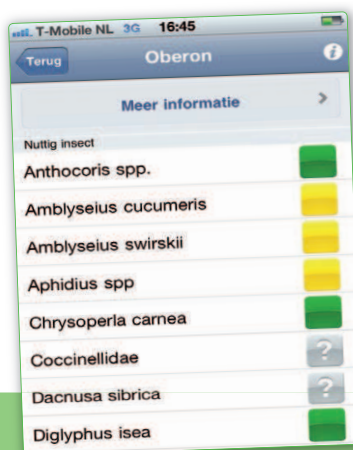 T-Mobile NL 3G 16:45
Terug Oberon i
Meer informatie >
Nuttig insect
Anthocoris spp.
Amblyseius cucumeris
Amblyseius swirskii
Aphidius spp
Chrysoperla carnea
Coccinellidae ?
Dacnusa sibrica ?
Diglyphus isea